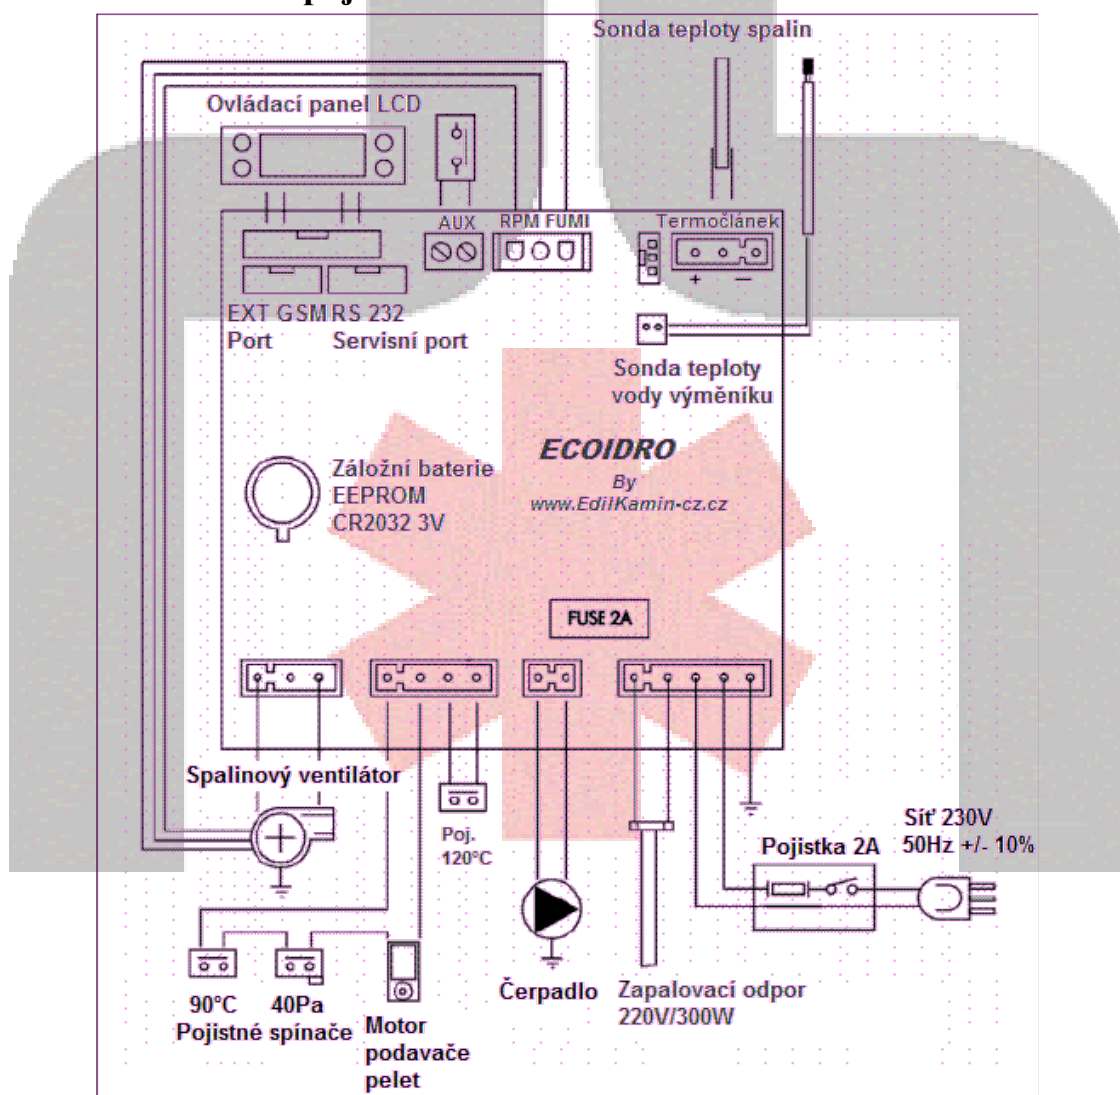 Sonda teploty spalin
Ovládací panel LCD
AUX
RPM FUMI
Termočlánek
+ —
EXT GSM RS 232
Port Servisní port
Sonda teploty
vody výměníku
ECOIDRO
By
www.EdilKamin-cz.cz
Záložní baterie
EEPROM
CR2032 3V
FUSE 2A
Spalinový ventilátor
Poj.
120°C
Síť 230V
50Hz +/- 10%
Pojistka 2A
90°C 40Pa
Pojistné spínače
Motor
podavače
pelet
Čerpadlo
Zapalovací odpor
220V/300W